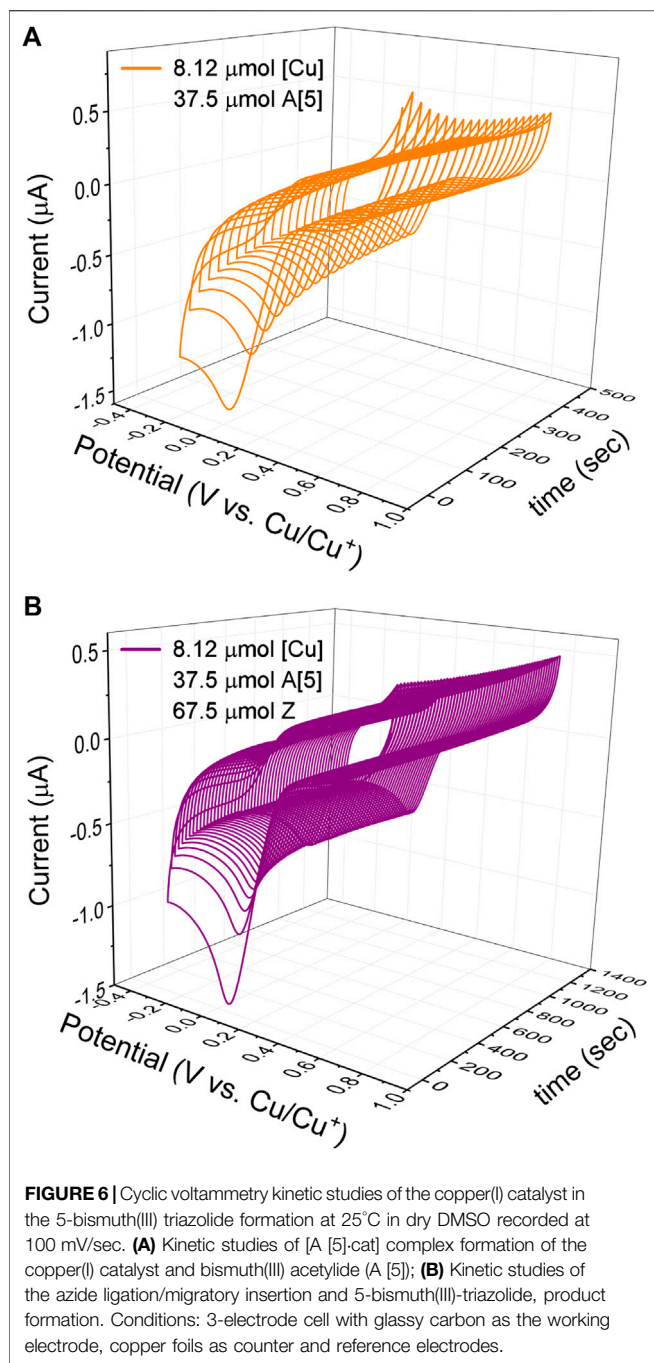 A
8.12 μmol [Cu]
37.5 μmol A[5]
0.5
0.0
-0.5
-1.0
-1.5
Current (μA)
-0.4
-0.2
0.0
0.2
0.4
0.6
0.8
1.0
Potential (V vs. Cu/Cu⁺)
0
100
200
300
400
500
time (sec)
B
8.12 μmol [Cu]
37.5 μmol A[5]
67.5 μmol Z
0.5
0.0
-0.5
-1.0
-1.5
Current (μA)
-0.4
-0.2
0.0
0.2
0.4
0.6
0.8
1.0
Potential (V vs. Cu/Cu⁺)
0
200
400
600
800
1000
1200
1400
time (sec)
FIGURE 6 | Cyclic voltammetry kinetic studies of the copper(I) catalyst in
the 5-bismuth(III) triazolide formation at 25°C in dry DMSO recorded at
100 mV/sec. (A) Kinetic studies of [A [5]·cat] complex formation of the
copper(I) catalyst and bismuth(III) acetylide (A [5]); (B) Kinetic studies of
the azide ligation/migratory insertion and 5-bismuth(III)-triazolide, product
formation. Conditions: 3-electrode cell with glassy carbon as the working
electrode, copper foils as counter and reference electrodes.